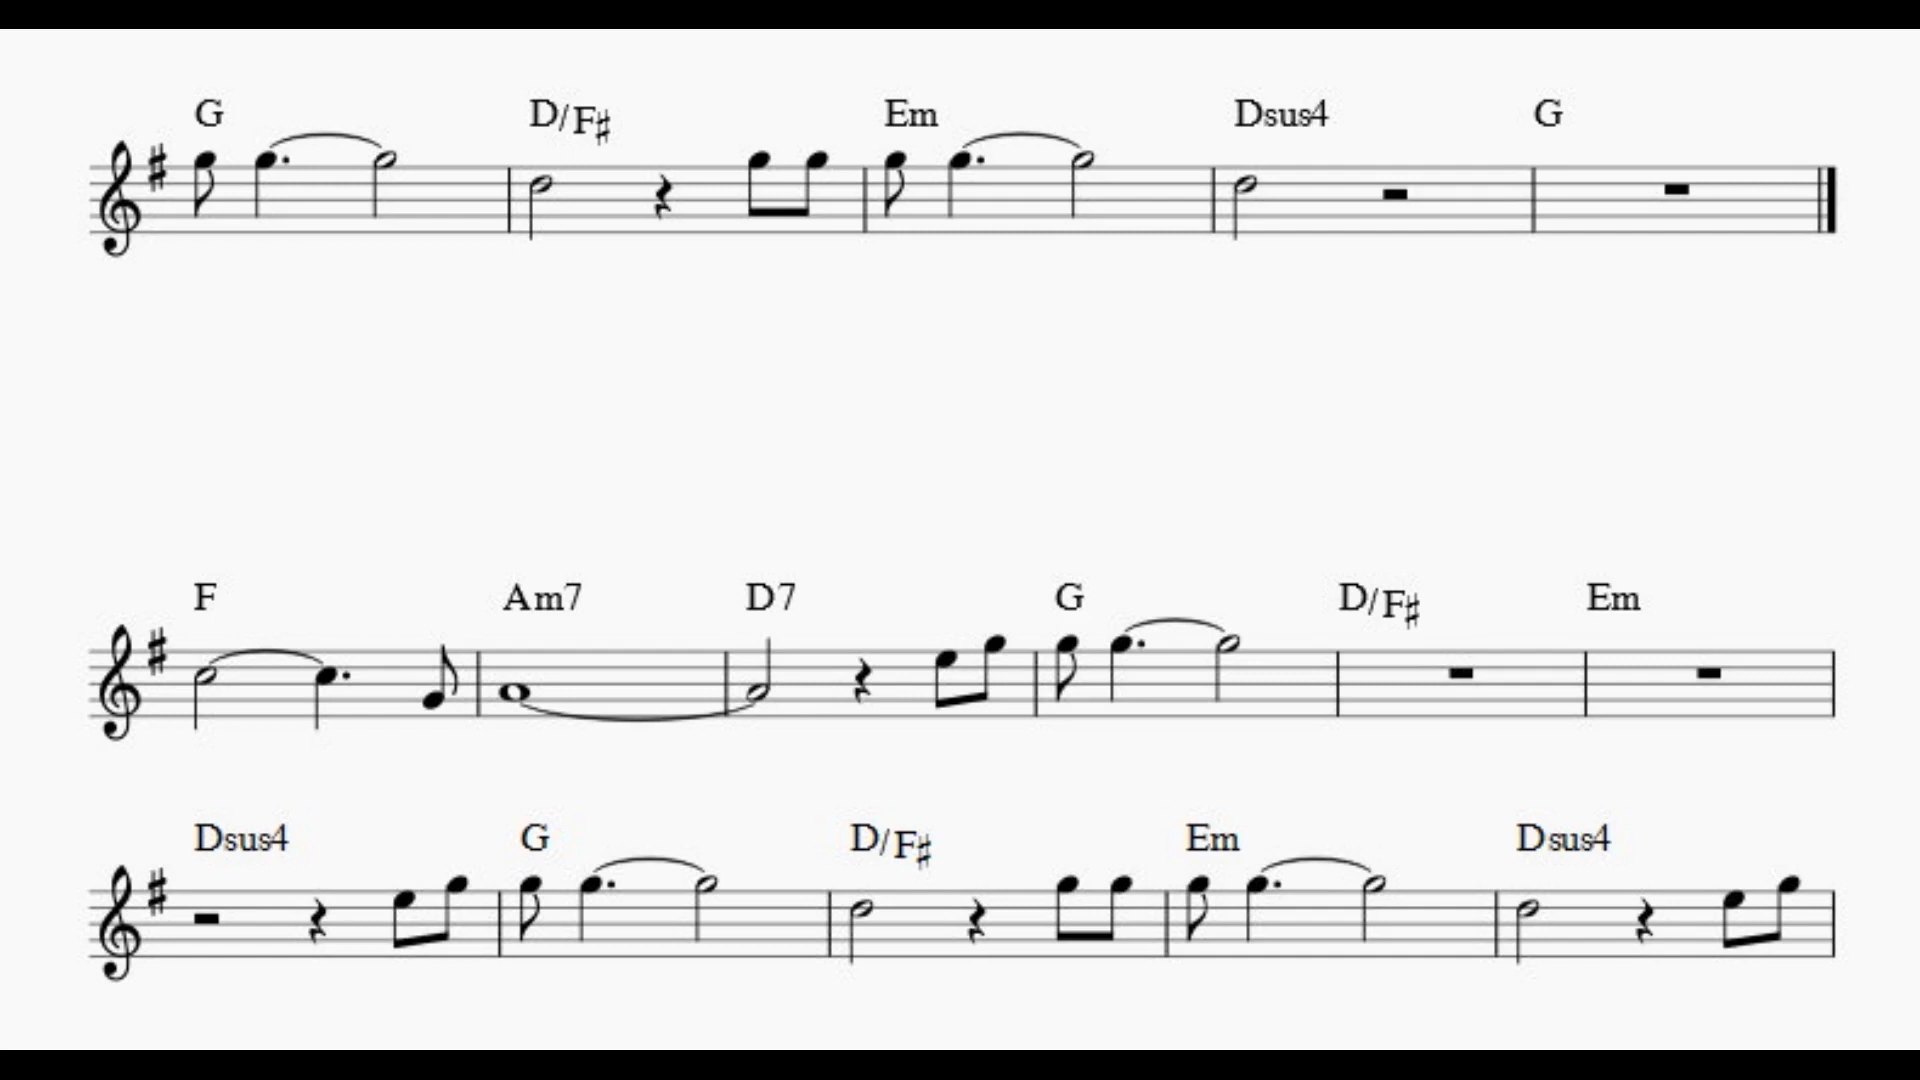 G D/F♯ Em Dsus4 G
F Am7 D7 G D/F♯ Em
Dsus4 G D/F♯ Em Dsus4